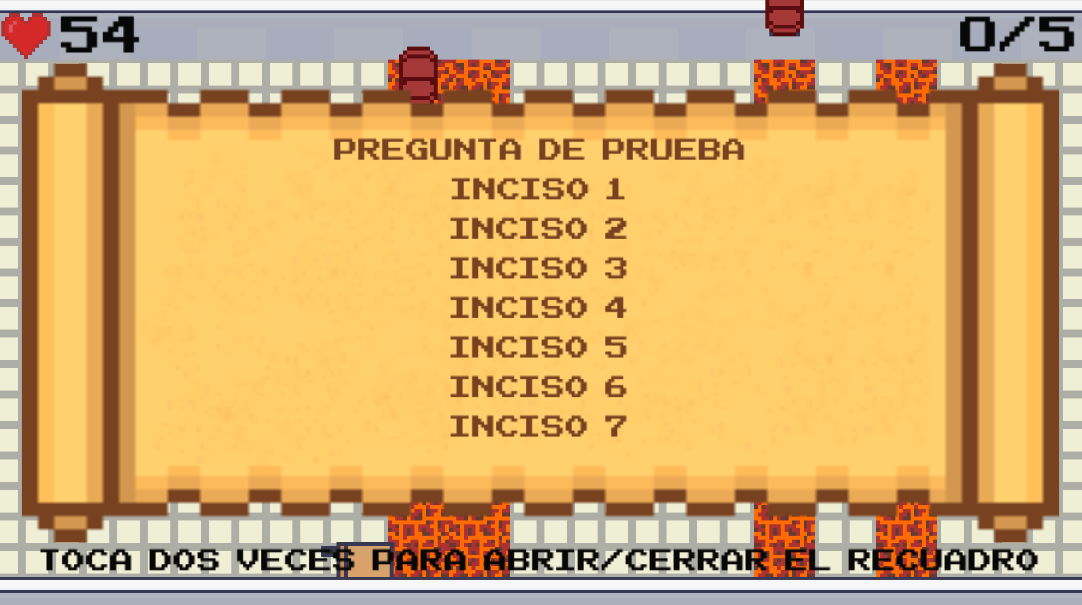 54
0/5
PREGUNTA DE PRUEBA
INCISO 1
INCISO 2
INCISO 3
INCISO 4
INCISO 5
INCISO 6
INCISO 7
TOCA DOS VECES PARA ABRIR/CERRAR EL RECUADRO